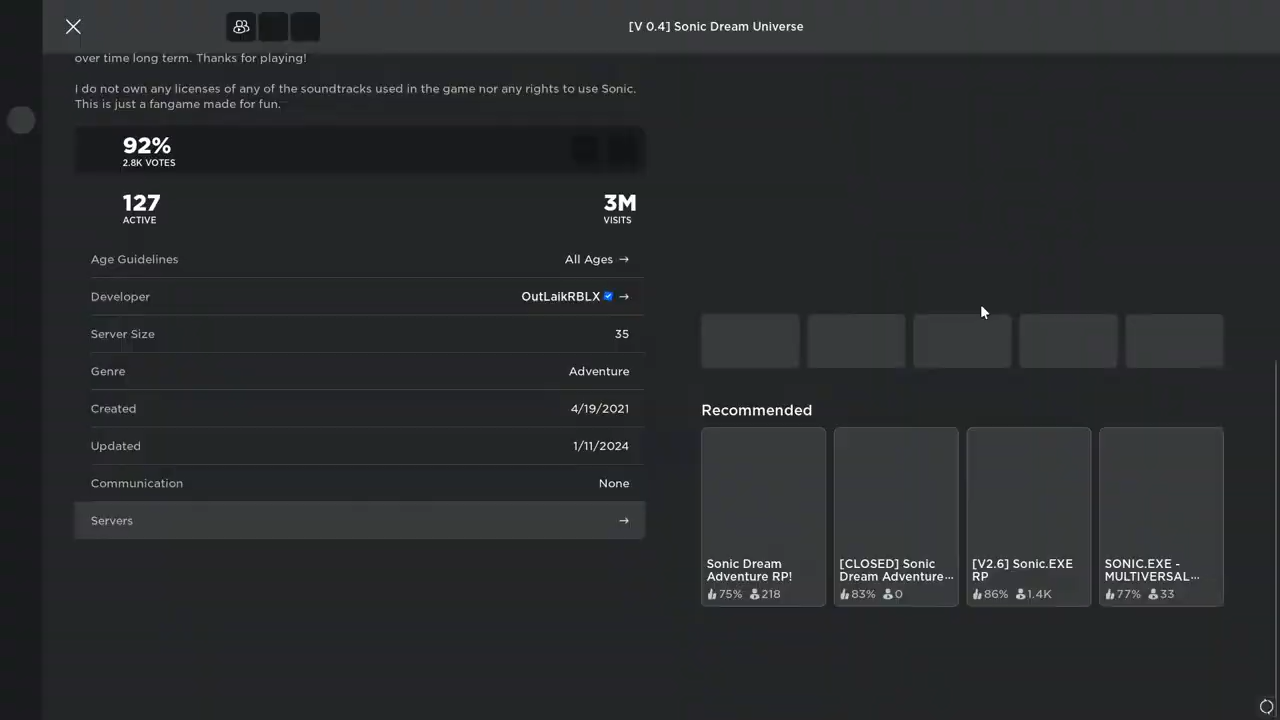 [V 0.4] Sonic Dream Universe
over time long term. Thanks for playing!
I do not own any licenses of any of the soundtracks used in the game nor any rights to use Sonic.
This is just a fangame made for fun.
92%
2.8K VOTES
127
ACTIVE
3M
VISITS
Age Guidelines All Ages →
Developer OutLaikRBLX →
Server Size 35
Genre Adventure
Created 4/19/2021
Updated 1/11/2024
Communication None
Servers →
Recommended
Sonic Dream
Adventure RP!
75% 218
[CLOSED] Sonic
Dream Adventure...
83% 0
[V2.6] Sonic.EXE
RP
86% 1.4K
SONIC.EXE -
MULTIVERSAL...
77% 33